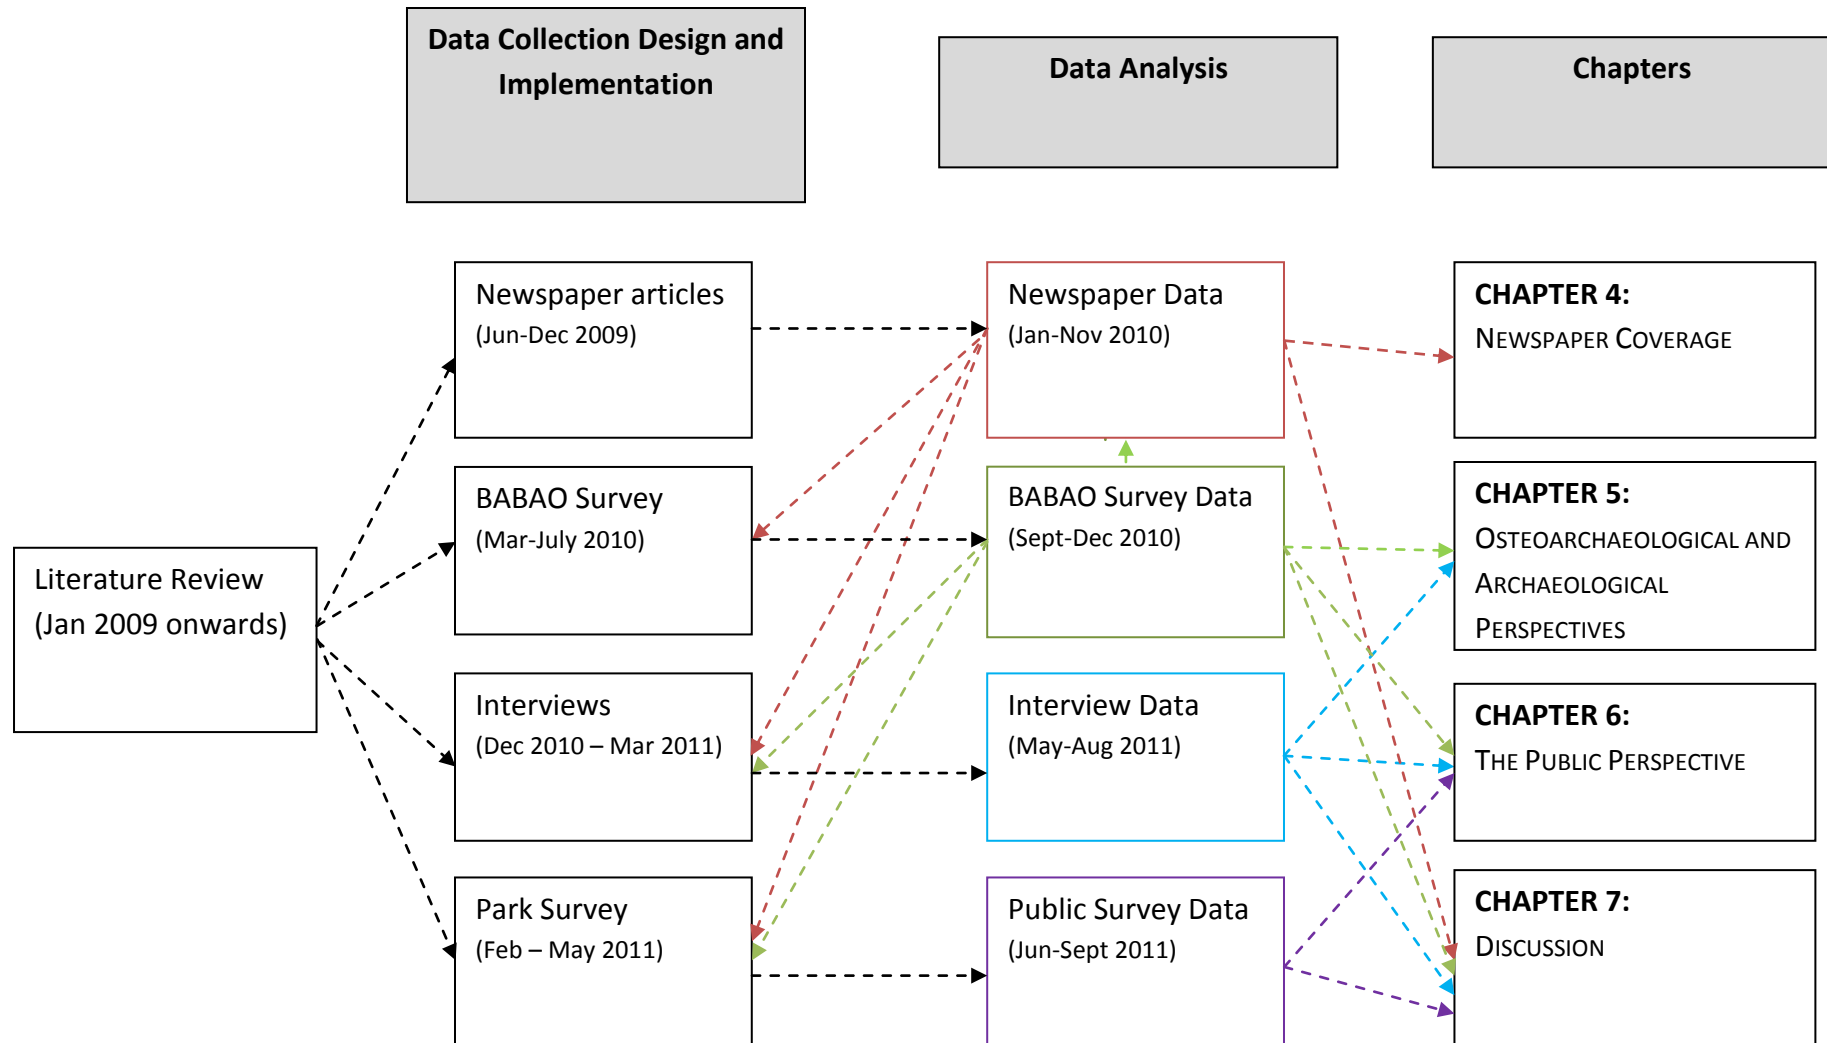 Data Collection Design and
Implementation
Data Analysis
Chapters
Literature Review
(Jan 2009 onwards)
Newspaper articles
(Jun-Dec 2009)
BABAO Survey
(Mar-July 2010)
Interviews
(Dec 2010 – Mar 2011)
Park Survey
(Feb – May 2011)
Newspaper Data
(Jan-Nov 2010)
BABAO Survey Data
(Sept-Dec 2010)
Interview Data
(May-Aug 2011)
Public Survey Data
(Jun-Sept 2011)
CHAPTER 4:
NEWSPAPER COVERAGE
CHAPTER 5:
OSTEOARCHAEOLOGICAL AND
ARCHAEOLOGICAL
PERSPECTIVES
CHAPTER 6:
THE PUBLIC PERSPECTIVE
CHAPTER 7:
DISCUSSION